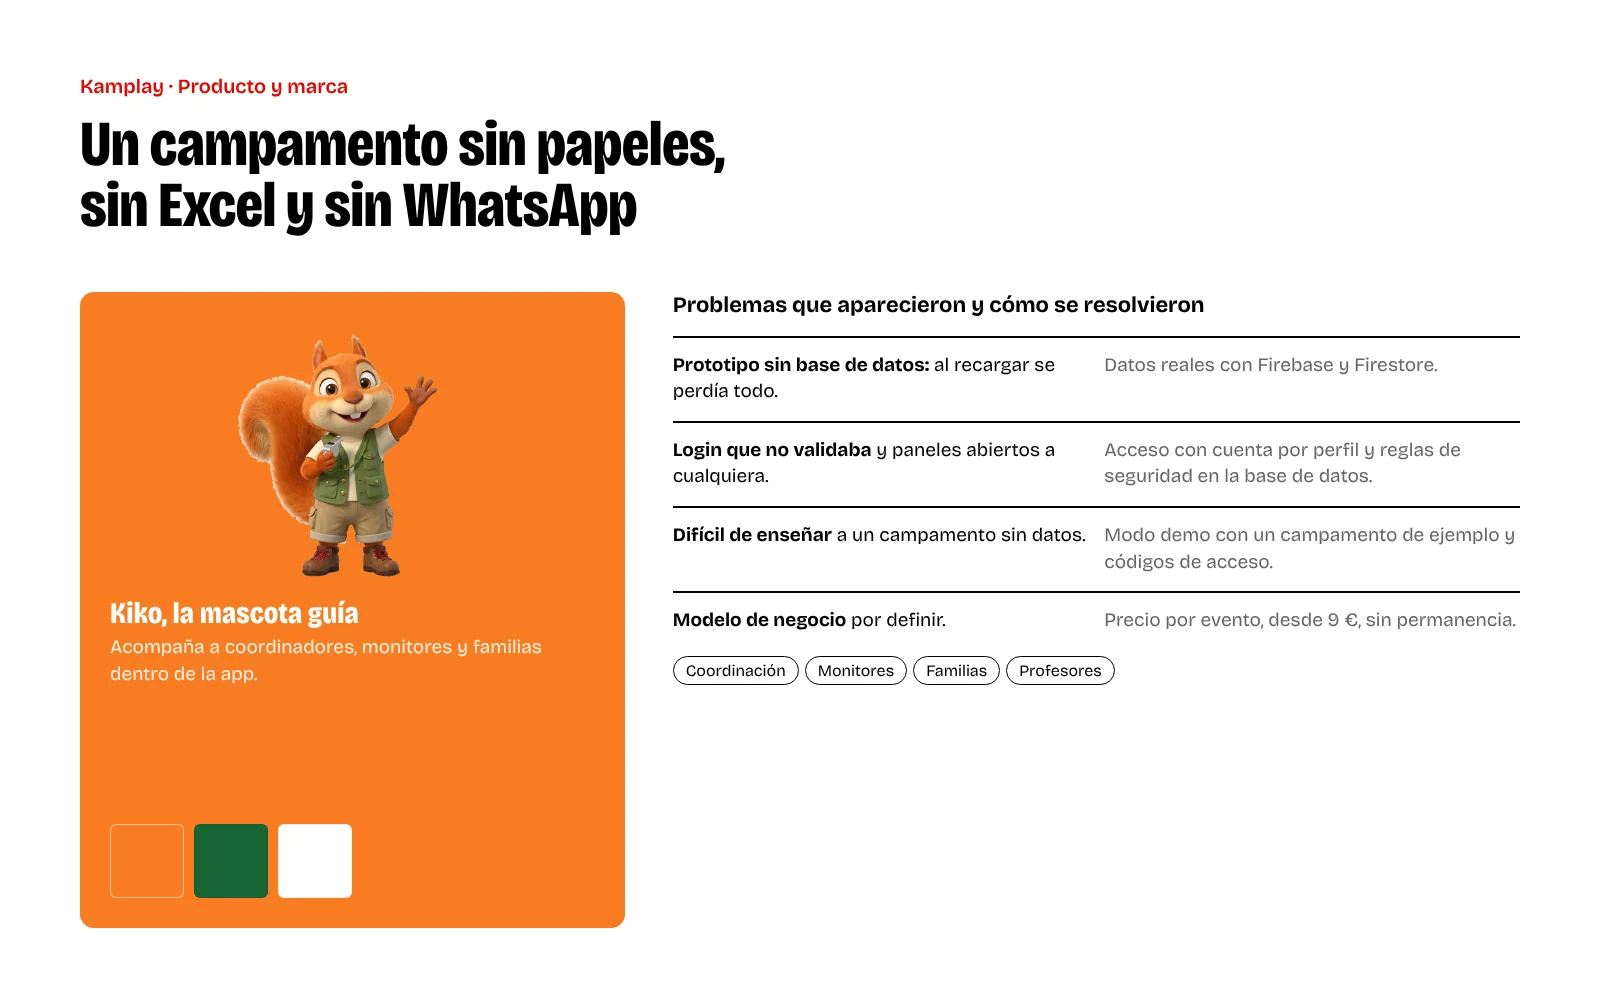 Kamplay · Producto y marca
Un campamento sin papeles,
sin Excel y sin WhatsApp
Kiko, la mascota guía
Acompaña a coordinadores, monitores y familias
dentro de la app.
Problemas que aparecieron y cómo se resolvieron
Prototipo sin base de datos: al recargar se
perdía todo.
Datos reales con Firebase y Firestore.
Login que no validaba y paneles abiertos a
cualquiera.
Acceso con cuenta por perfil y reglas de
seguridad en la base de datos.
Difícil de enseñar a un campamento sin datos.
Modo demo con un campamento de ejemplo y
códigos de acceso.
Modelo de negocio por definir.
Precio por evento, desde 9 €, sin permanencia.
Coordinación
Monitores
Familias
Profesores